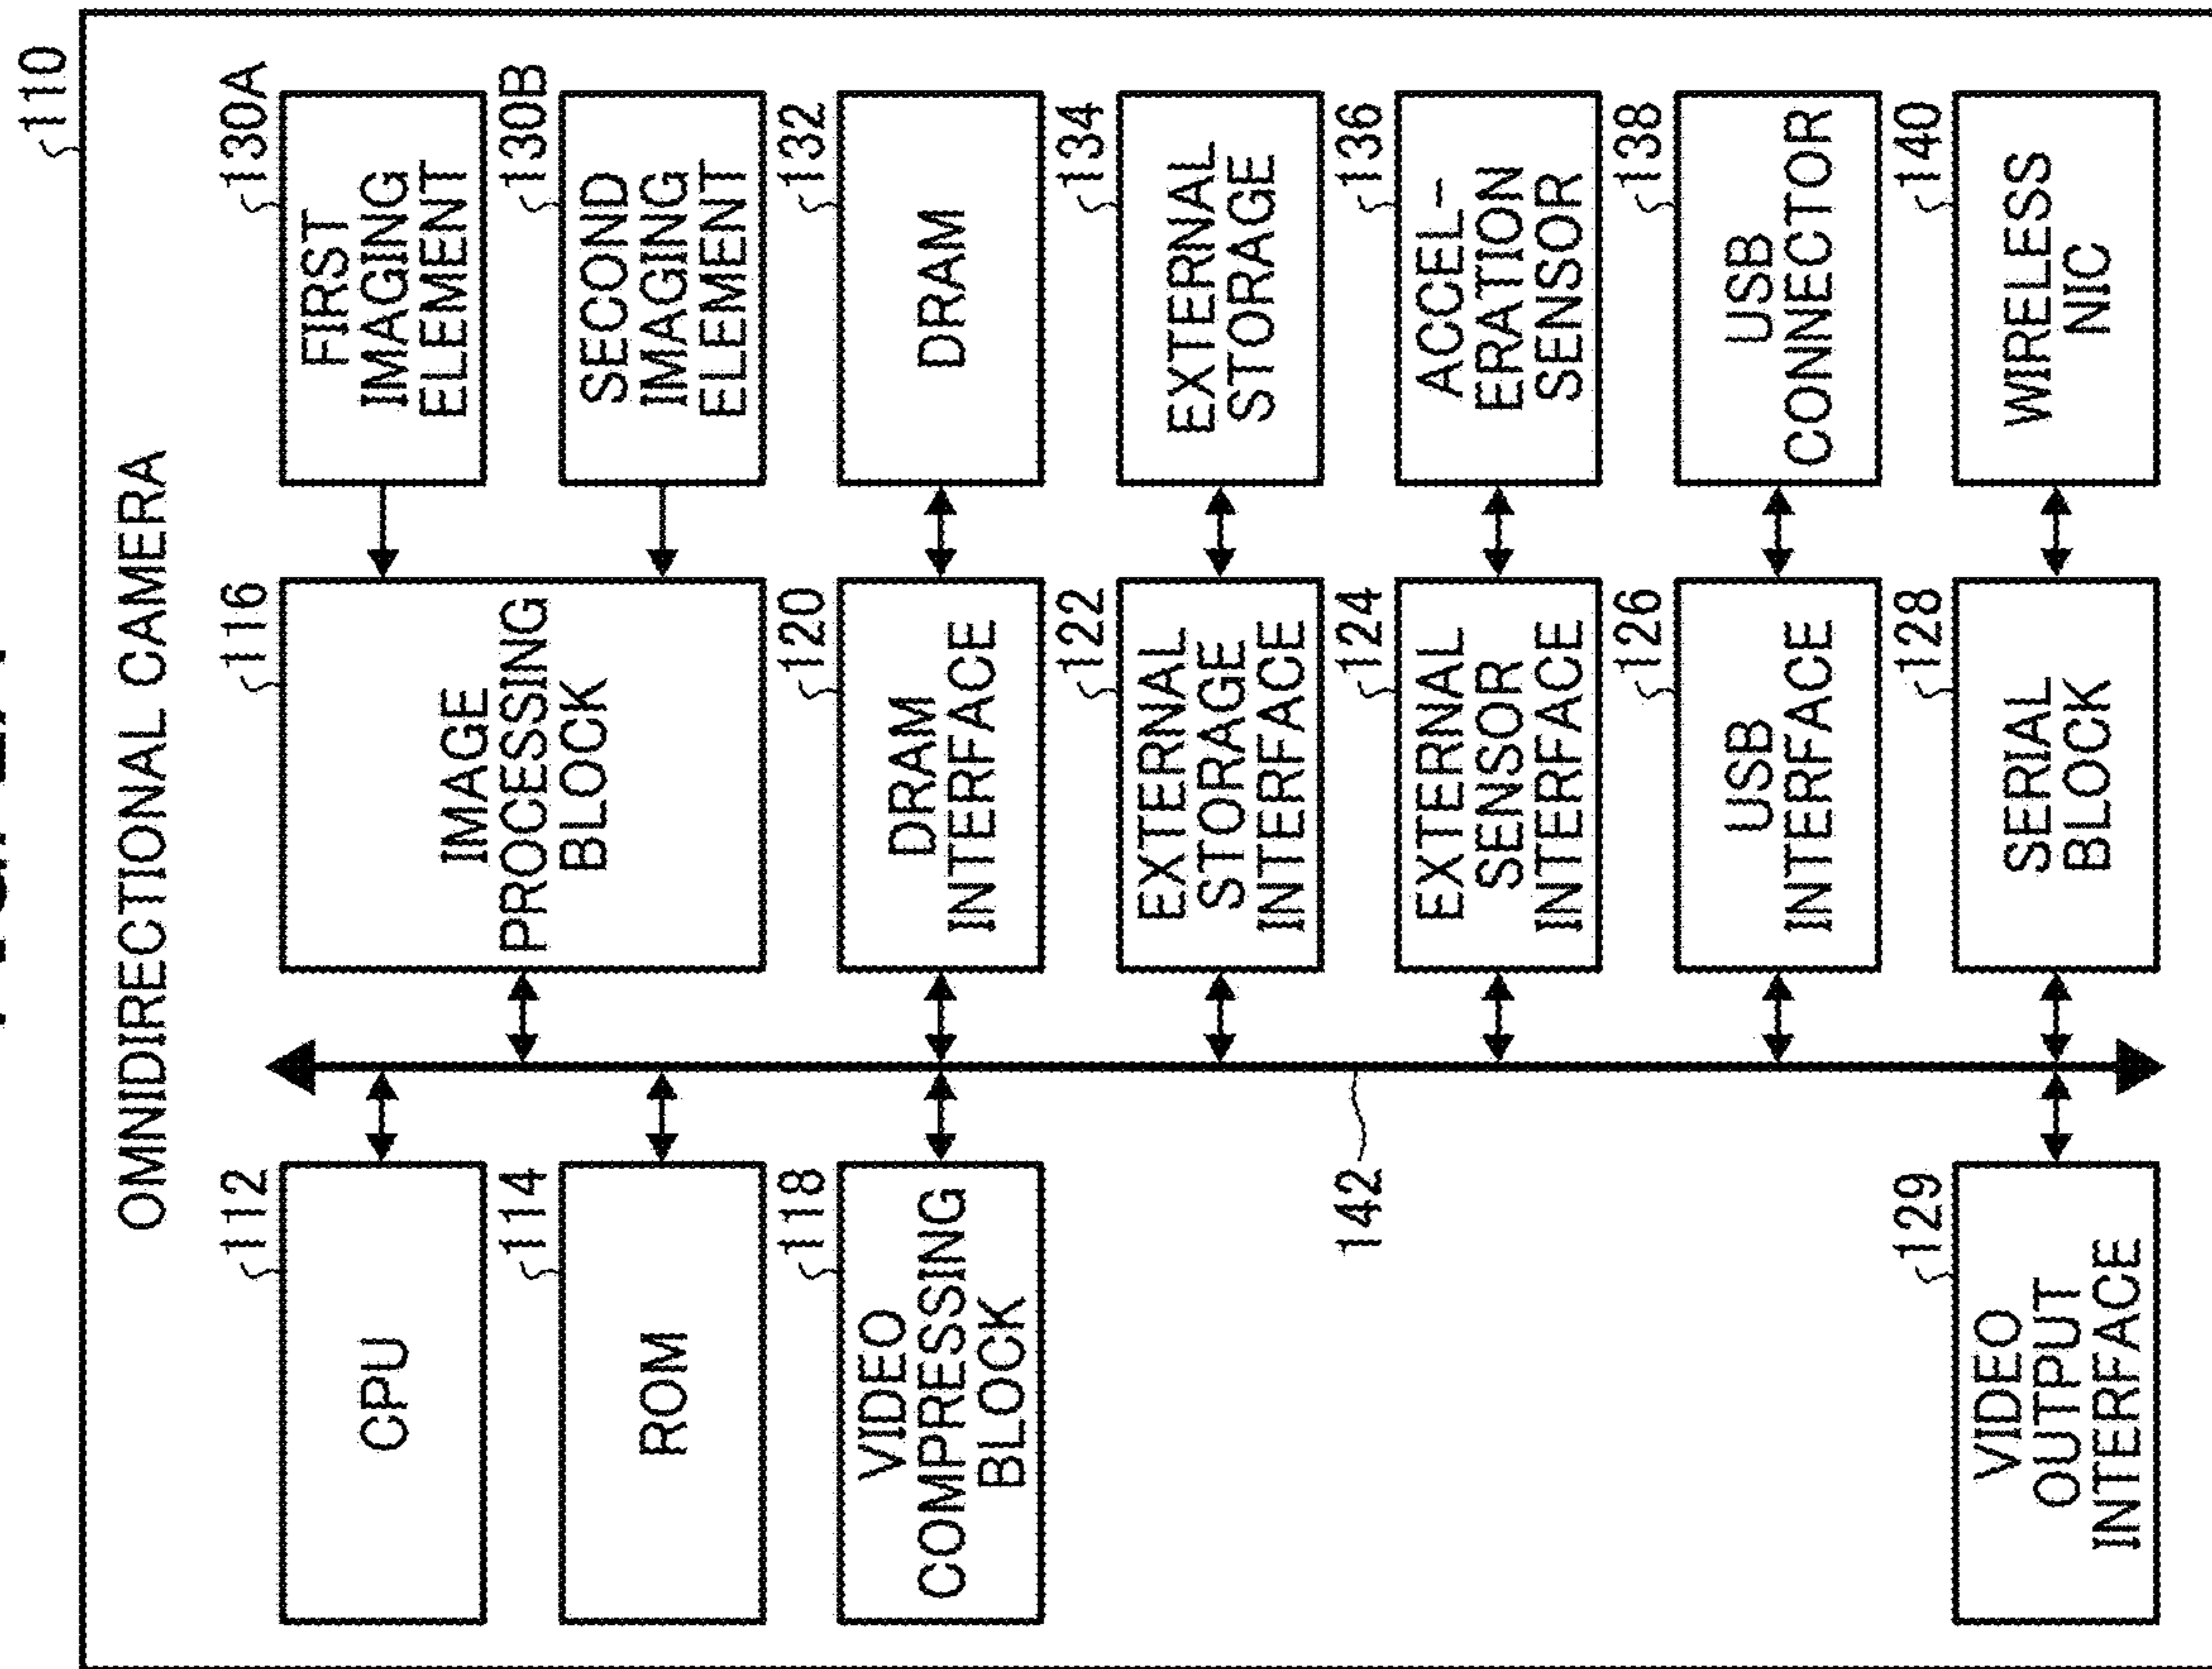 110
OMNIDIRECTIONAL CAMERA
112
CPU
116
IMAGE
PROCESSING
BLOCK
130A
FIRST
IMAGING
ELEMENT
114
ROM
130B
SECOND
IMAGING
ELEMENT
118
VIDEO
COMPRESSING
BLOCK
120
DRAM
INTERFACE
132
DRAM
122
EXTERNAL
STORAGE
INTERFACE
134
EXTERNAL
STORAGE
142
124
EXTERNAL
SENSOR
INTERFACE
136
ACCEL-
ERATION
SENSOR
126
USB
INTERFACE
138
USB
CONNECTOR
129
VIDEO
OUTPUT
INTERFACE
128
SERIAL
BLOCK
140
WIRELESS
NIC